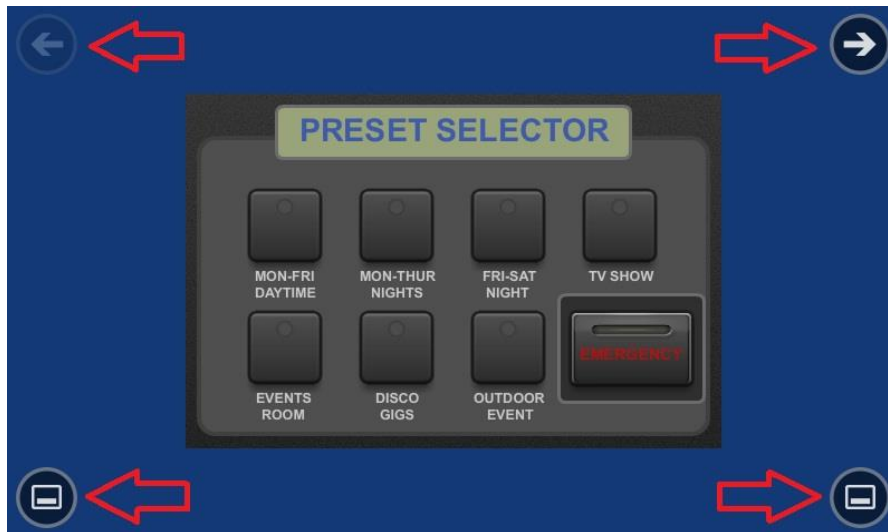 PRESET SELECTOR
MON-FRI
DAYTIME
MON-THUR
NIGHTS
FRI-SAT
NIGHT
TV SHOW
EVENTS
ROOM
DISCO
GIGS
OUTDOOR
EVENT
EMERGENCY